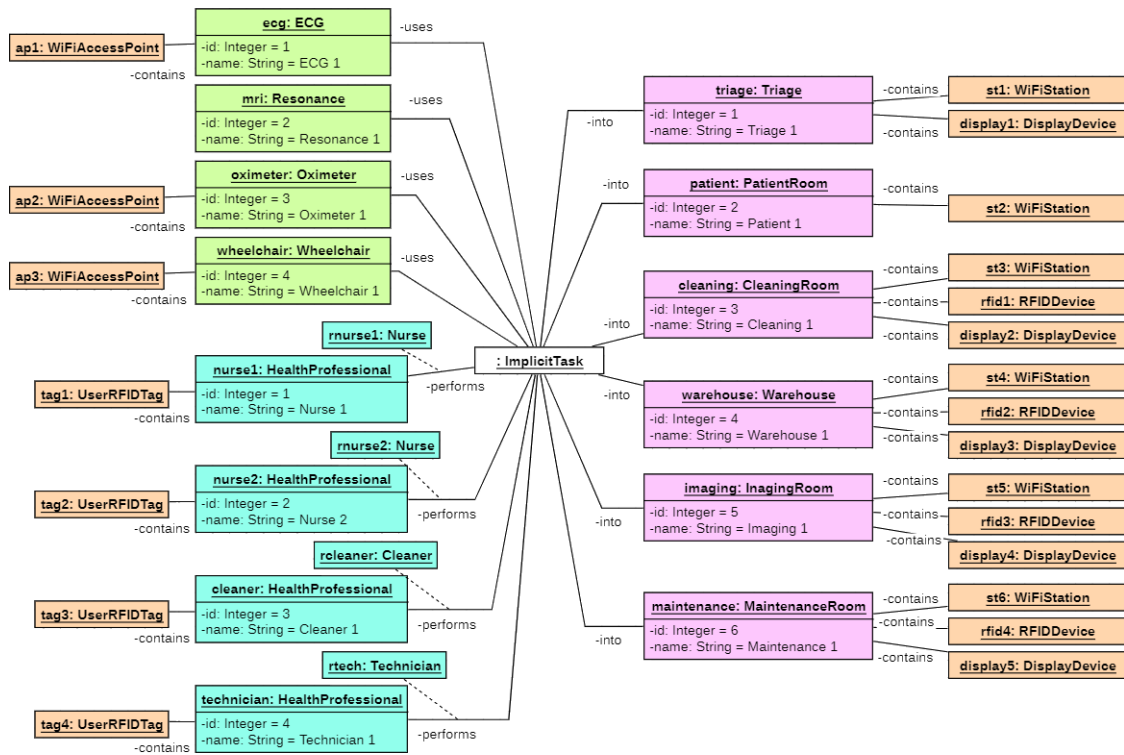 ecg: ECG
-id: Integer = 1
-name: String = ECG 1
-uses
ap1: WiFiAccessPoint
-contains
mri: Resonance
-id: Integer = 2
-name: String = Resonance 1
-uses
oximeter: Oximeter
-id: Integer = 3
-name: String = Oximeter 1
-uses
ap2: WiFiAccessPoint
-contains
wheelchair: Wheelchair
-id: Integer = 4
-name: String = Wheelchair 1
-uses
ap3: WiFiAccessPoint
-contains
rnurse1: Nurse
nurse1: HealthProfessional
-id: Integer = 1
-name: String = Nurse 1
-performs
tag1: UserRFIDTag
-contains
rnurse2: Nurse
nurse2: HealthProfessional
-id: Integer = 2
-name: String = Nurse 2
-performs
tag2: UserRFIDTag
-contains
rcleaner: Cleaner
cleaner: HealthProfessional
-id: Integer = 3
-name: String = Cleaner 1
-performs
tag3: UserRFIDTag
-contains
rtech: Technician
technician: HealthProfessional
-id: Integer = 4
-name: String = Technician 1
-performs
tag4: UserRFIDTag
-contains
: ImplicitTask
-into
triage: Triage
-id: Integer = 1
-name: String = Triage 1
-contains
st1: WiFiStation
-contains
display1: DisplayDevice
-into
patient: PatientRoom
-id: Integer = 2
-name: String = Patient 1
-contains
st2: WiFiStation
-into
cleaning: CleaningRoom
-id: Integer = 3
-name: String = Cleaning 1
-contains
st3: WiFiStation
-contains
rfid1: RFIDDevice
-contains
display2: DisplayDevice
-into
warehouse: Warehouse
-id: Integer = 4
-name: String = Warehouse 1
-contains
st4: WiFiStation
-contains
rfid2: RFIDDevice
-contains
display3: DisplayDevice
-into
imaging: InagingRoom
-id: Integer = 5
-name: String = Imaging 1
-contains
st5: WiFiStation
-contains
rfid3: RFIDDevice
-contains
display4: DisplayDevice
-into
maintenance: MaintenanceRoom
-id: Integer = 6
-name: String = Maintenance 1
-contains
st6: WiFiStation
-contains
rfid4: RFIDDevice
-contains
display5: DisplayDevice